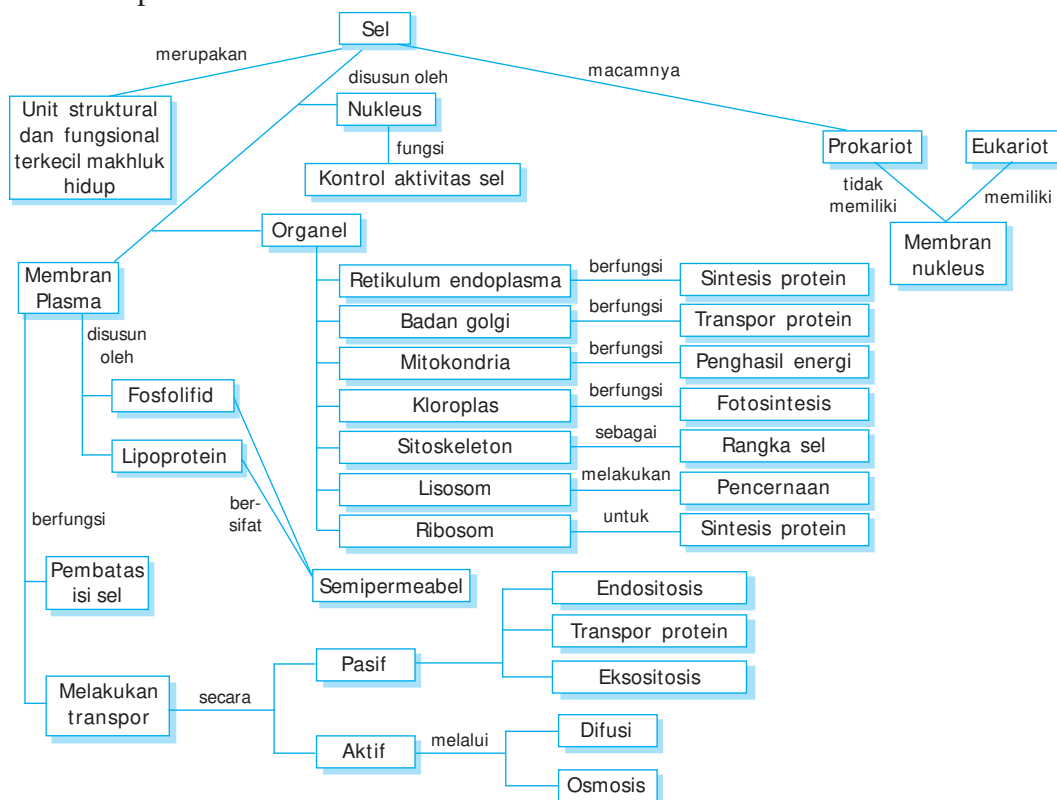 Sel
merupakan
disusun oleh
macamnya
Unit struktural
dan fungsional
terkecil makhluk
hidup
Nukleus
fungsi
Kontrol aktivitas sel
Prokariot
Eukariot
tidak
memiliki
memiliki
Membran
nukleus
Organel
Membran
Plasma
Retikulum endoplasma
berfungsi
Sintesis protein
Badan golgi
berfungsi
Transpor protein
Mitokondria
berfungsi
Penghasil energi
Kloroplas
berfungsi
Fotosintesis
Sitoskeleton
sebagai
Rangka sel
Lisosom
melakukan
Pencernaan
Ribosom
untuk
Sintesis protein
disusun
oleh
Fosfolifid
Lipoprotein
ber-
sifat
Semipermeabel
berfungsi
Pembatas
isi sel
Melakukan
transpor
secara
Pasif
Endositosis
Transpor protein
Eksositosis
Aktif
melalui
Difusi
Osmosis